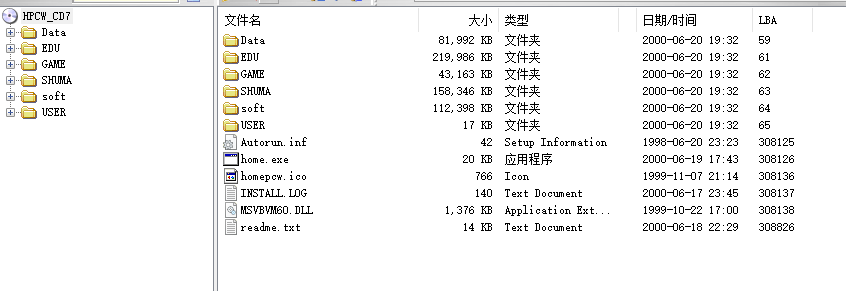 HPCW_CD7
Data
EDU
GAME
SHUMA
soft
USER
文件名 大小 类型 日期/时间 LBA
Data 81,992 KB 文件夹 2000-06-20 19:32 59
EDU 219,986 KB 文件夹 2000-06-20 19:32 61
GAME 43,163 KB 文件夹 2000-06-20 19:32 62
SHUMA 158,346 KB 文件夹 2000-06-20 19:32 63
soft 112,398 KB 文件夹 2000-06-20 19:32 64
USER 17 KB 文件夹 2000-06-20 19:32 65
Autorun.inf 42 Setup Information 1998-06-20 23:23 308125
home.exe 20 KB 应用程序 2000-06-19 17:43 308126
homepcw.ico 766 Icon 1999-11-07 21:14 308136
INSTALL.LOG 140 Text Document 2000-06-17 23:45 308137
MSVBVM60.DLL 1,376 KB Application Ext... 1999-10-22 17:00 308138
readme.txt 14 KB Text Document 2000-06-18 22:29 308826